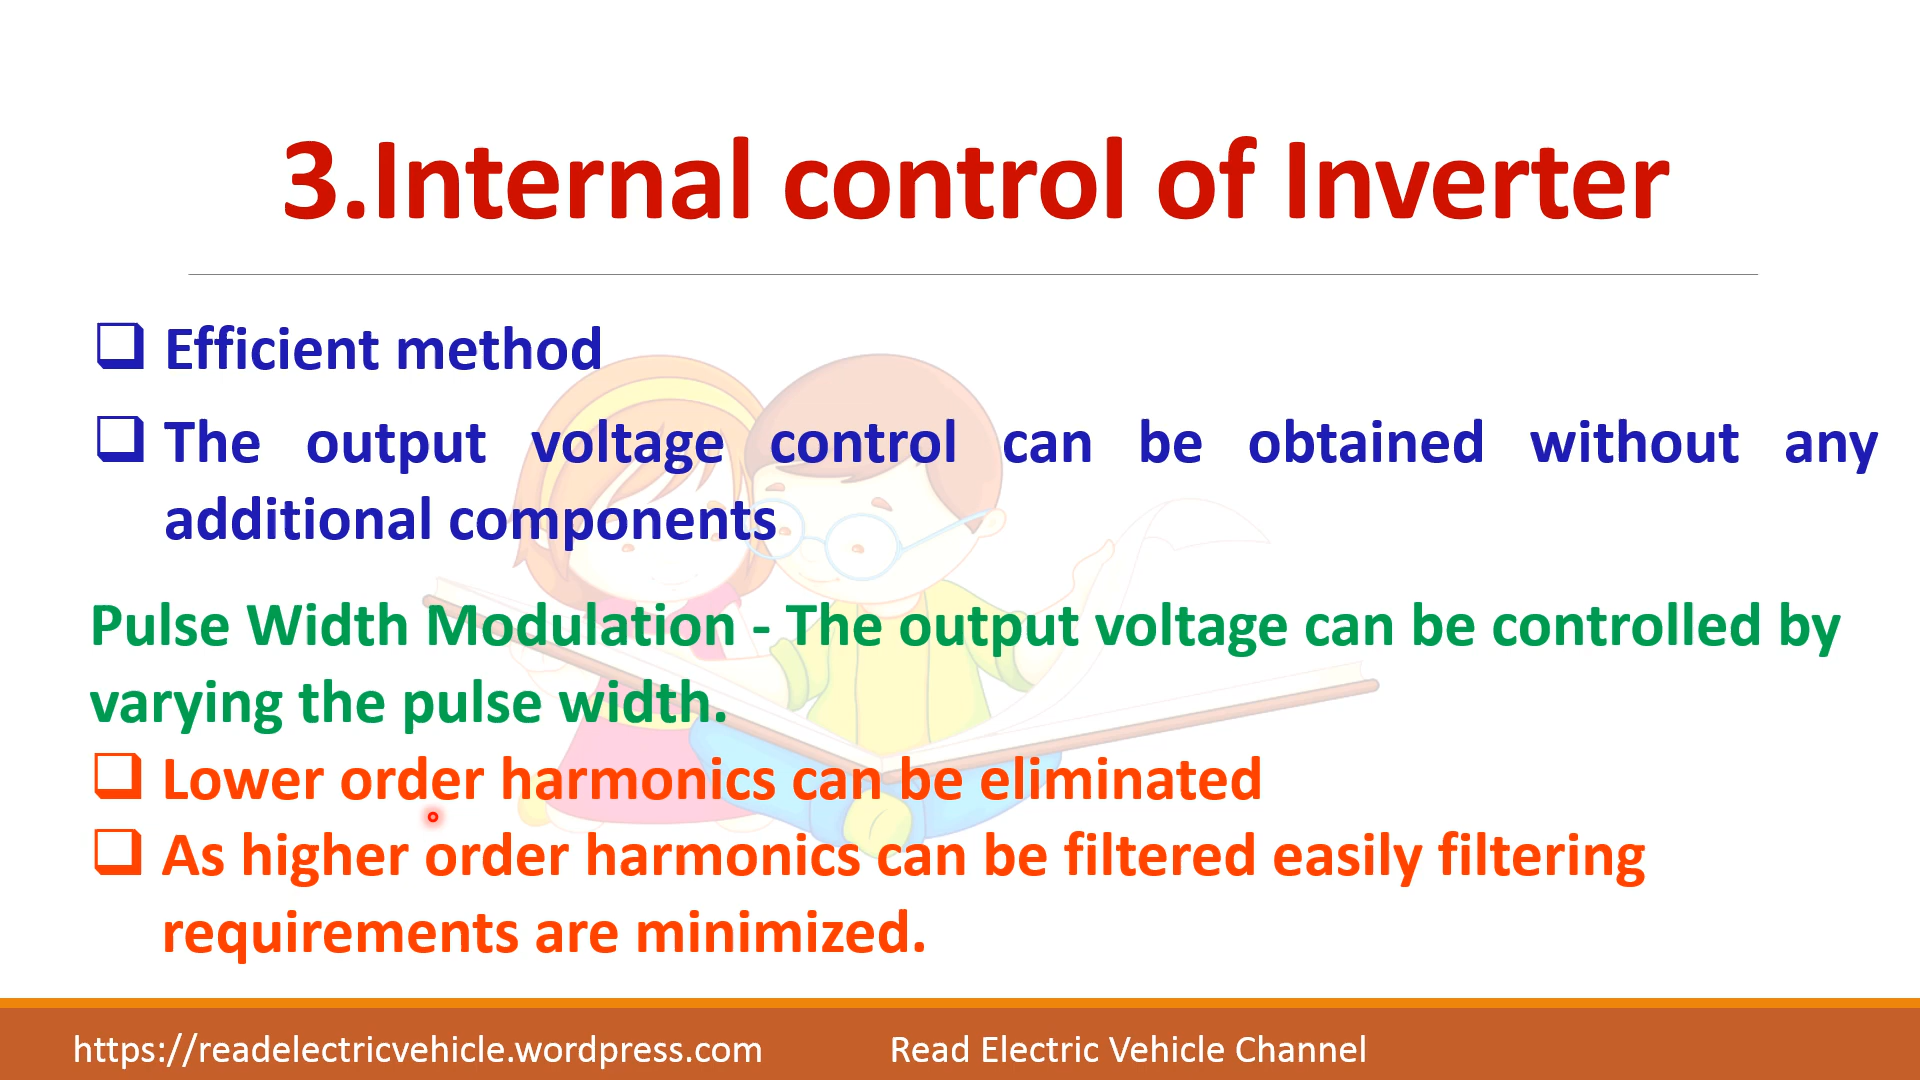 3.Internal control of Inverter
❑ Efficient method
❑ The output voltage control can be obtained without any
additional components
Pulse Width Modulation - The output voltage can be controlled by
varying the pulse width.
❑ Lower order harmonics can be eliminated
❑ As higher order harmonics can be filtered easily filtering
requirements are minimized.
https://readelectricvehicle.wordpress.com
Read Electric Vehicle Channel